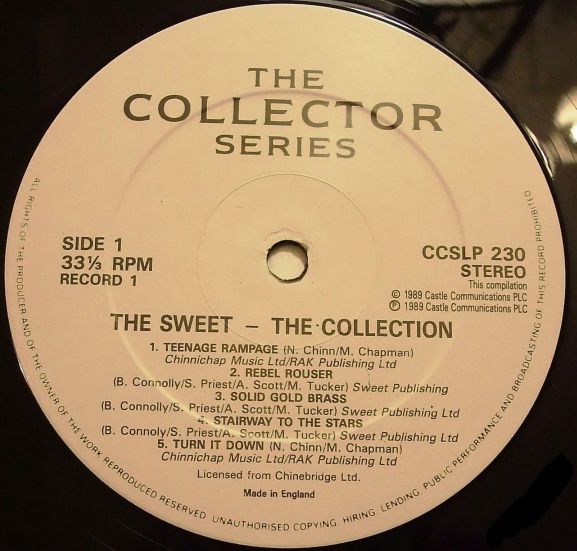 THE
COLLECTOR
SERIES
SIDE 1
33⅓ RPM
RECORD 1
CCSLP 230
STEREO
This compilation
© 1989 Castle Communications PLC
℗ 1989 Castle Communications PLC
THE SWEET – THE COLLECTION
1. TEENAGE RAMPAGE (N. Chinn/M. Chapman)
Chinnichap Music Ltd/RAK Publishing Ltd
2. REBEL ROUSER
(B. Connolly/S. Priest/A. Scott/M. Tucker) Sweet Publishing
3. SOLID GOLD BRASS
(B. Connolly/S. Priest/A. Scott/M. Tucker) Sweet Publishing Ltd
4. STAIRWAY TO THE STARS
(B. Connoly/S. Priest/A. Scott/M. Tucker) Sweet Publishing Ltd
5. TURN IT DOWN (N. Chinn/M. Chapman)
Chinnichap Music Ltd/RAK Publishing Ltd
Licensed from Chinebridge Ltd.
Made in England
ALL RIGHTS OF THE PRODUCER AND OF THE OWNER OF THE WORK REPRODUCED RESERVED. UNAUTHORISED COPYING, HIRING, LENDING, PUBLIC PERFORMANCE AND BROADCASTING OF THIS RECORD PROHIBITED